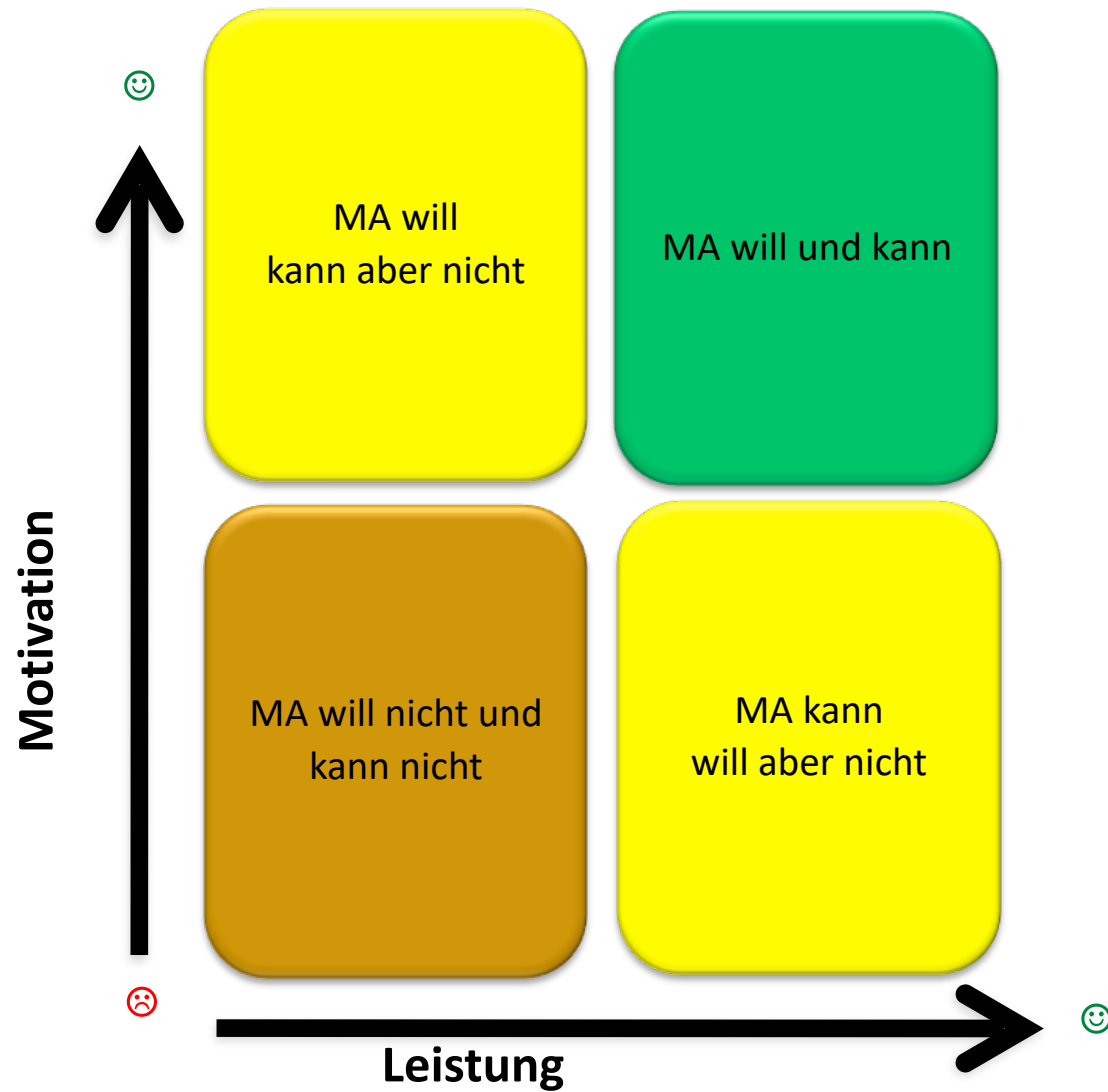 MA will
kann aber nicht
MA will und kann
Motivation
MA will nicht und
kann nicht
MA kann
will aber nicht
Leistung